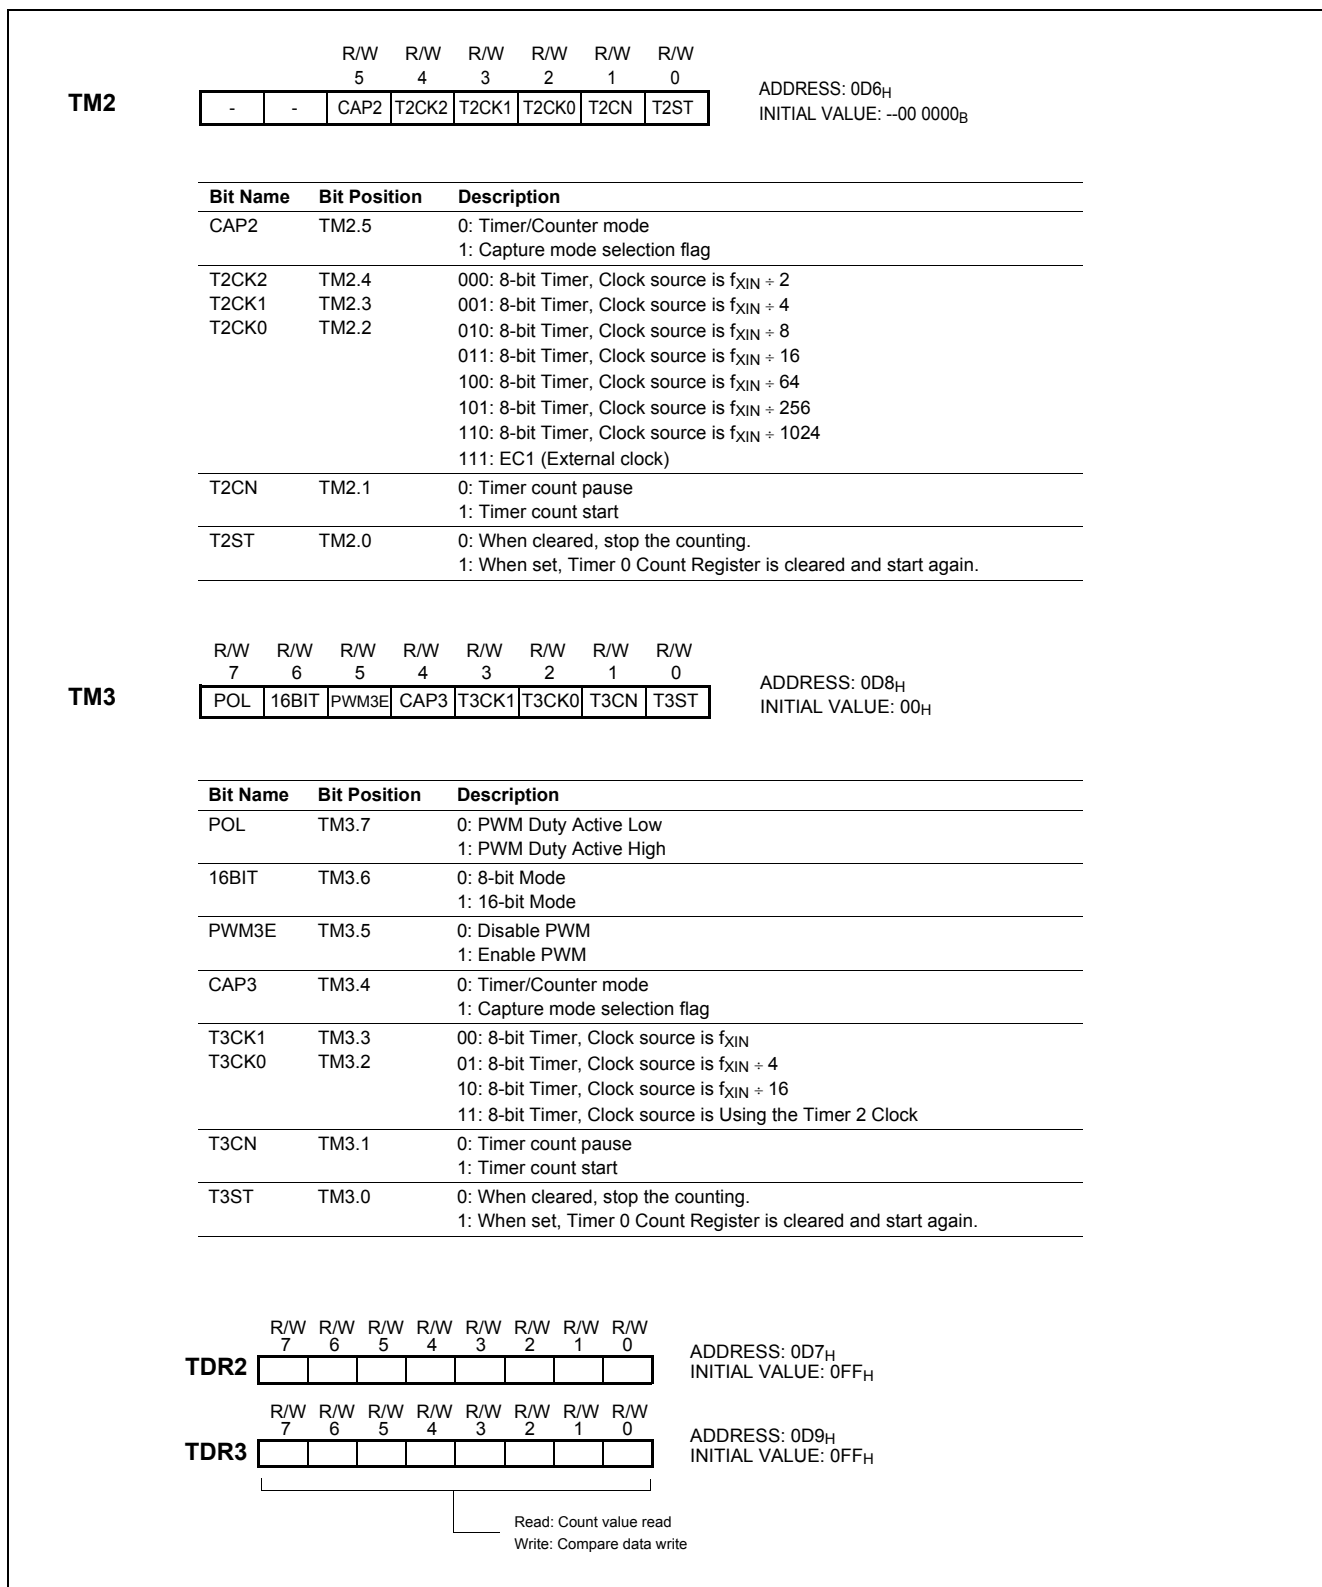 R/W R/W R/W R/W R/W R/W
5 4 3 2 1 0
TM2 - - CAP2 T2CK2 T2CK1 T2CK0 T2CN T2ST
ADDRESS: 0D6H
INITIAL VALUE: --00 0000B
Bit Name Bit Position Description
CAP2 TM2.5 0: Timer/Counter mode
1: Capture mode selection flag
T2CK2 TM2.4 000: 8-bit Timer, Clock source is fXIN ÷ 2
T2CK1 TM2.3 001: 8-bit Timer, Clock source is fXIN ÷ 4
T2CK0 TM2.2 010: 8-bit Timer, Clock source is fXIN ÷ 8
011: 8-bit Timer, Clock source is fXIN ÷ 16
100: 8-bit Timer, Clock source is fXIN ÷ 64
101: 8-bit Timer, Clock source is fXIN ÷ 256
110: 8-bit Timer, Clock source is fXIN ÷ 1024
111: EC1 (External clock)
T2CN TM2.1 0: Timer count pause
1: Timer count start
T2ST TM2.0 0: When cleared, stop the counting.
1: When set, Timer 0 Count Register is cleared and start again.
R/W R/W R/W R/W R/W R/W R/W R/W
7 6 5 4 3 2 1 0
TM3 POL 16BIT PWM3E CAP3 T3CK1 T3CK0 T3CN T3ST
ADDRESS: 0D8H
INITIAL VALUE: 00H
Bit Name Bit Position Description
POL TM3.7 0: PWM Duty Active Low
1: PWM Duty Active High
16BIT TM3.6 0: 8-bit Mode
1: 16-bit Mode
PWM3E TM3.5 0: Disable PWM
1: Enable PWM
CAP3 TM3.4 0: Timer/Counter mode
1: Capture mode selection flag
T3CK1 TM3.3 00: 8-bit Timer, Clock source is fXIN
T3CK0 TM3.2 01: 8-bit Timer, Clock source is fXIN ÷ 4
10: 8-bit Timer, Clock source is fXIN ÷ 16
11: 8-bit Timer, Clock source is Using the Timer 2 Clock
T3CN TM3.1 0: Timer count pause
1: Timer count start
T3ST TM3.0 0: When cleared, stop the counting.
1: When set, Timer 0 Count Register is cleared and start again.
R/W R/W R/W R/W R/W R/W R/W R/W
7 6 5 4 3 2 1 0
TDR2
ADDRESS: 0D7H
INITIAL VALUE: 0FFH
R/W R/W R/W R/W R/W R/W R/W R/W
7 6 5 4 3 2 1 0
TDR3
ADDRESS: 0D9H
INITIAL VALUE: 0FFH
Read: Count value read
Write: Compare data write